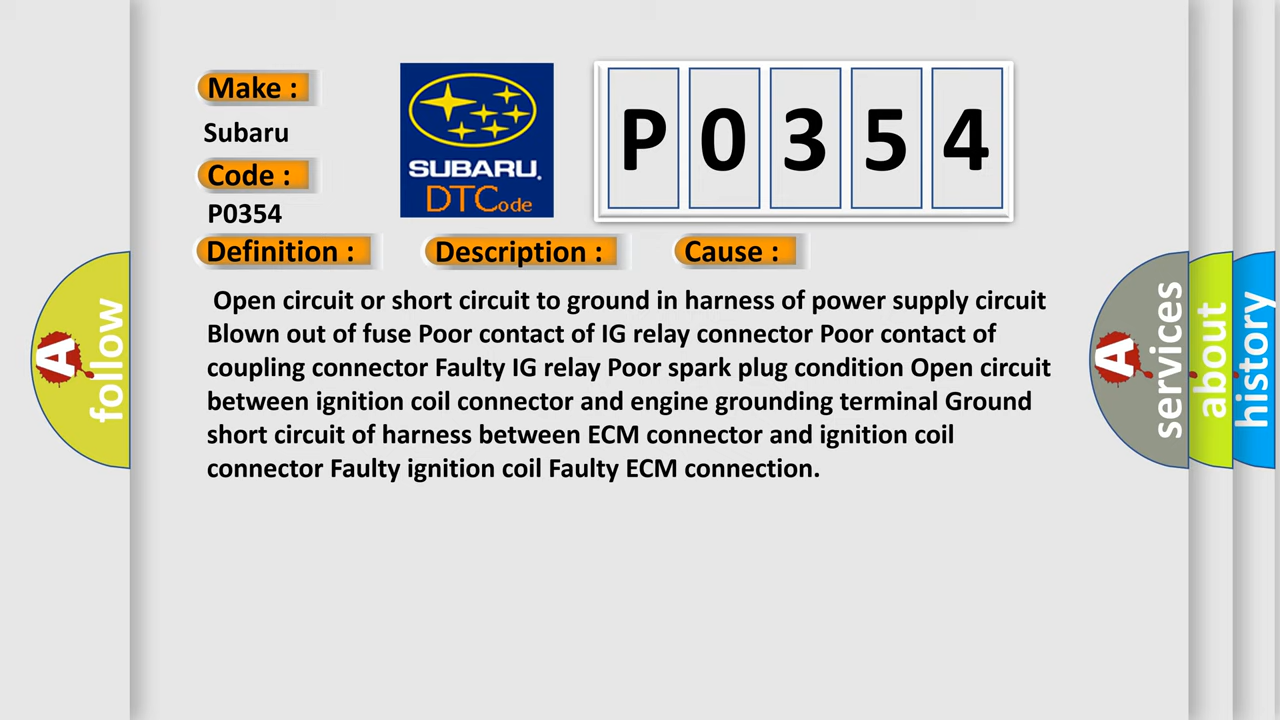 Make :
Subaru
Code :
P0354
SUBARU
DTCode
P0354
Definition :
Description :
Cause :
Open circuit or short circuit to ground in harness of power supply circuit
Blown out of fuse Poor contact of IG relay connector Poor contact of
coupling connector Faulty IG relay Poor spark plug condition Open circuit
between ignition coil connector and engine grounding terminal Ground
short circuit of harness between ECM connector and ignition coil
connector Faulty ignition coil Faulty ECM connection.
A
follow
A
services
about
history